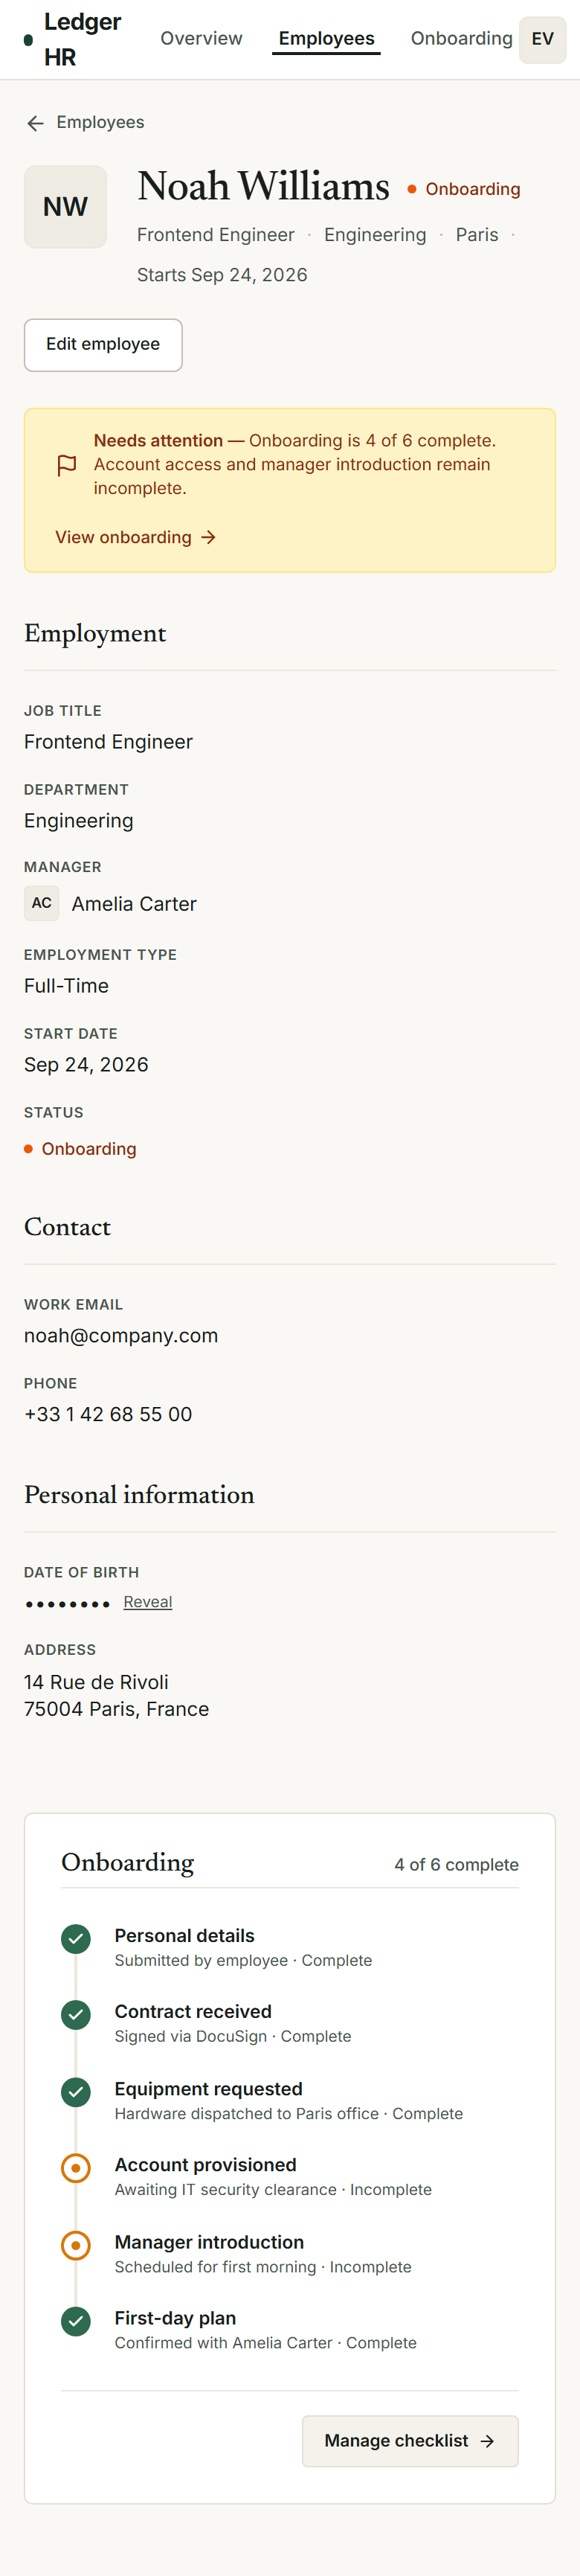 Ledger
HR
Overview
Employees
Onboarding
EV
Employees
NW
Noah Williams
Onboarding
Frontend Engineer · Engineering · Paris ·
Starts Sep 24, 2026
Edit employee
Needs attention — Onboarding is 4 of 6 complete.
Account access and manager introduction remain
incomplete.
View onboarding
Employment
JOB TITLE
Frontend Engineer
DEPARTMENT
Engineering
MANAGER
AC
Amelia Carter
EMPLOYMENT TYPE
Full-Time
START DATE
Sep 24, 2026
STATUS
Onboarding
Contact
WORK EMAIL
noah@company.com
PHONE
+33 1 42 68 55 00
Personal information
DATE OF BIRTH
•••••••• Reveal
ADDRESS
14 Rue de Rivoli
75004 Paris, France
Onboarding
4 of 6 complete
Personal details
Submitted by employee · Complete
Contract received
Signed via DocuSign · Complete
Equipment requested
Hardware dispatched to Paris office · Complete
Account provisioned
Awaiting IT security clearance · Incomplete
Manager introduction
Scheduled for first morning · Incomplete
First-day plan
Confirmed with Amelia Carter · Complete
Manage checklist